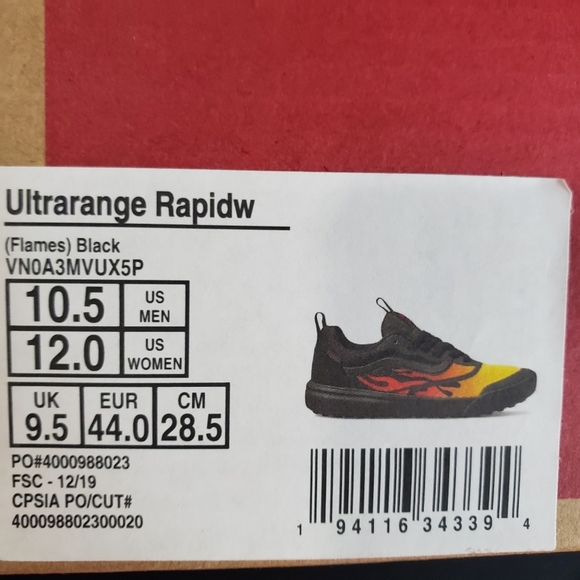 Ultrarange Rapidw
(Flames) Black
VN0A3MVUX5P
10.5 US MEN
12.0 US WOMEN
UK EUR CM
9.5 44.0 28.5
PO#4000988023
FSC - 12/19
CPSIA PO/CUT#
400098802300020
1 94116 34339 4